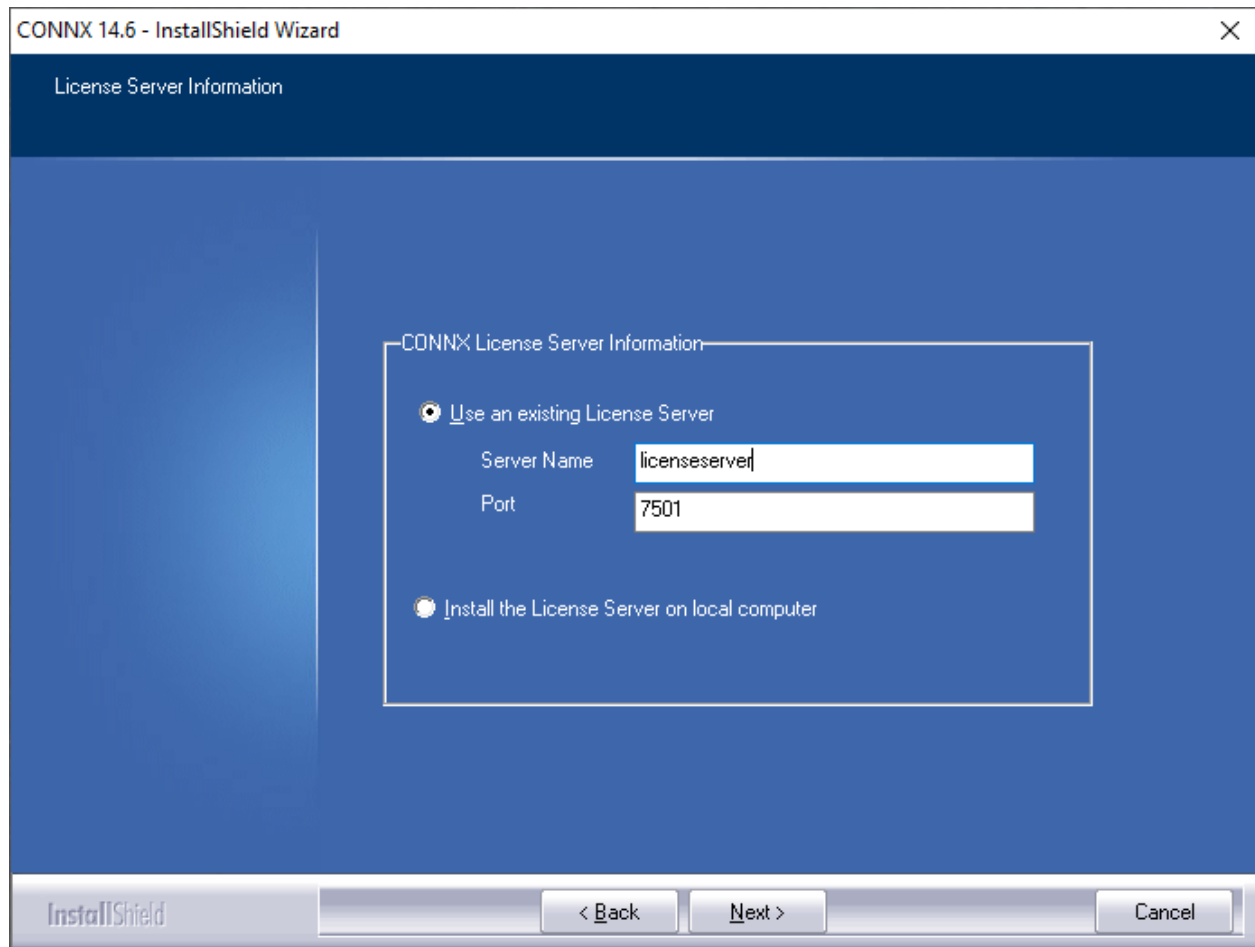 CONNX 14.6 - InstallShield Wizard
License Server Information
CONNX License Server Information
Use an existing License Server
Server Name licenseserver
Port 7501
Install the License Server on local computer
InstallShield < Back Next > Cancel